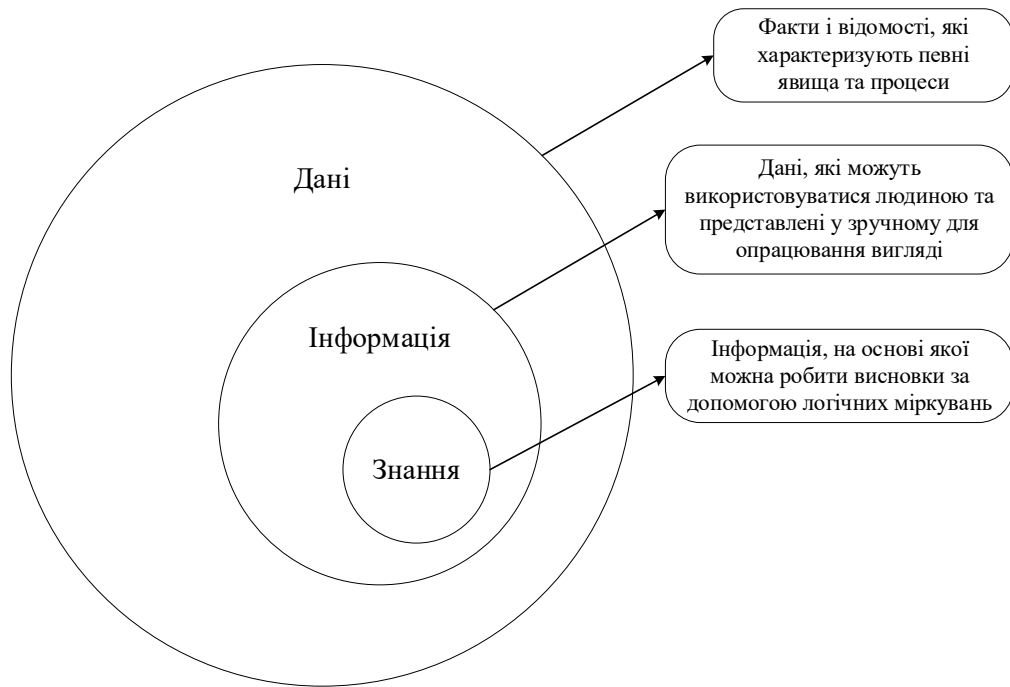 Факти і відомості, які
характеризують певні
явища та процеси
Дані
Дані, які можуть
використовуватися людиною та
представлені у зручному для
опрацювання вигляді
Інформація
Інформація, на основі якої
можна робити висновки за
допомогою логічних міркувань
Знання